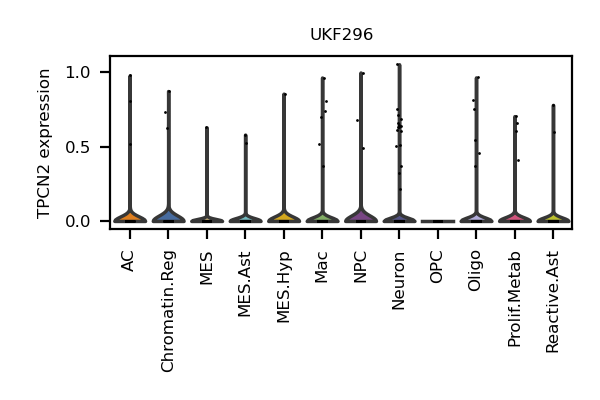 UKF296
TPCN2 expression
1.0
0.5
0.0
AC
Chromatin.Reg
MES
MES.Ast
MES.Hyp
Mac
NPC
Neuron
OPC
Oligo
Prolif.Metab
Reactive.Ast